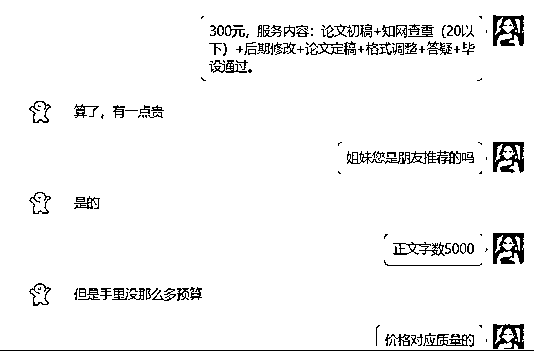 300元，服务内容：论文初稿+知网查重（20以
下）+后期修改+论文定稿+格式调整+答疑+毕
设通过。
算了，有一点贵
姐妹您是朋友推荐的吗
是的
正文字数5000
但是手里没那么多预算
价格对应质量的